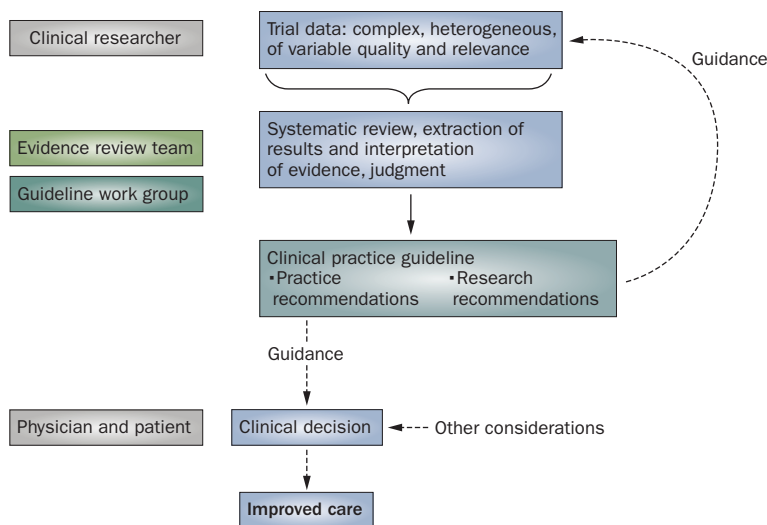 Clinical researcher
Trial data: complex, heterogeneous,
of variable quality and relevance
Guidance
Evidence review team
Guideline work group
Systematic review, extraction of
results and interpretation
of evidence, judgment
Clinical practice guideline
▪Practice
recommendations
▪Research
recommendations
Guidance
Physician and patient
Clinical decision
Other considerations
Improved care